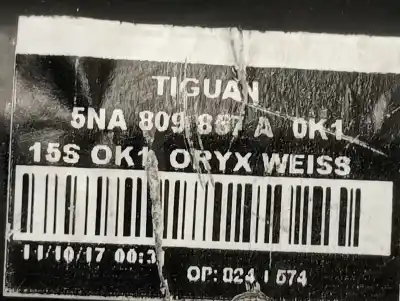 TIGUAN
5NA 809 857 A 0K1
15S OK1 ORYX WEISS
11/10/17 00:3
OP: 024 1 574